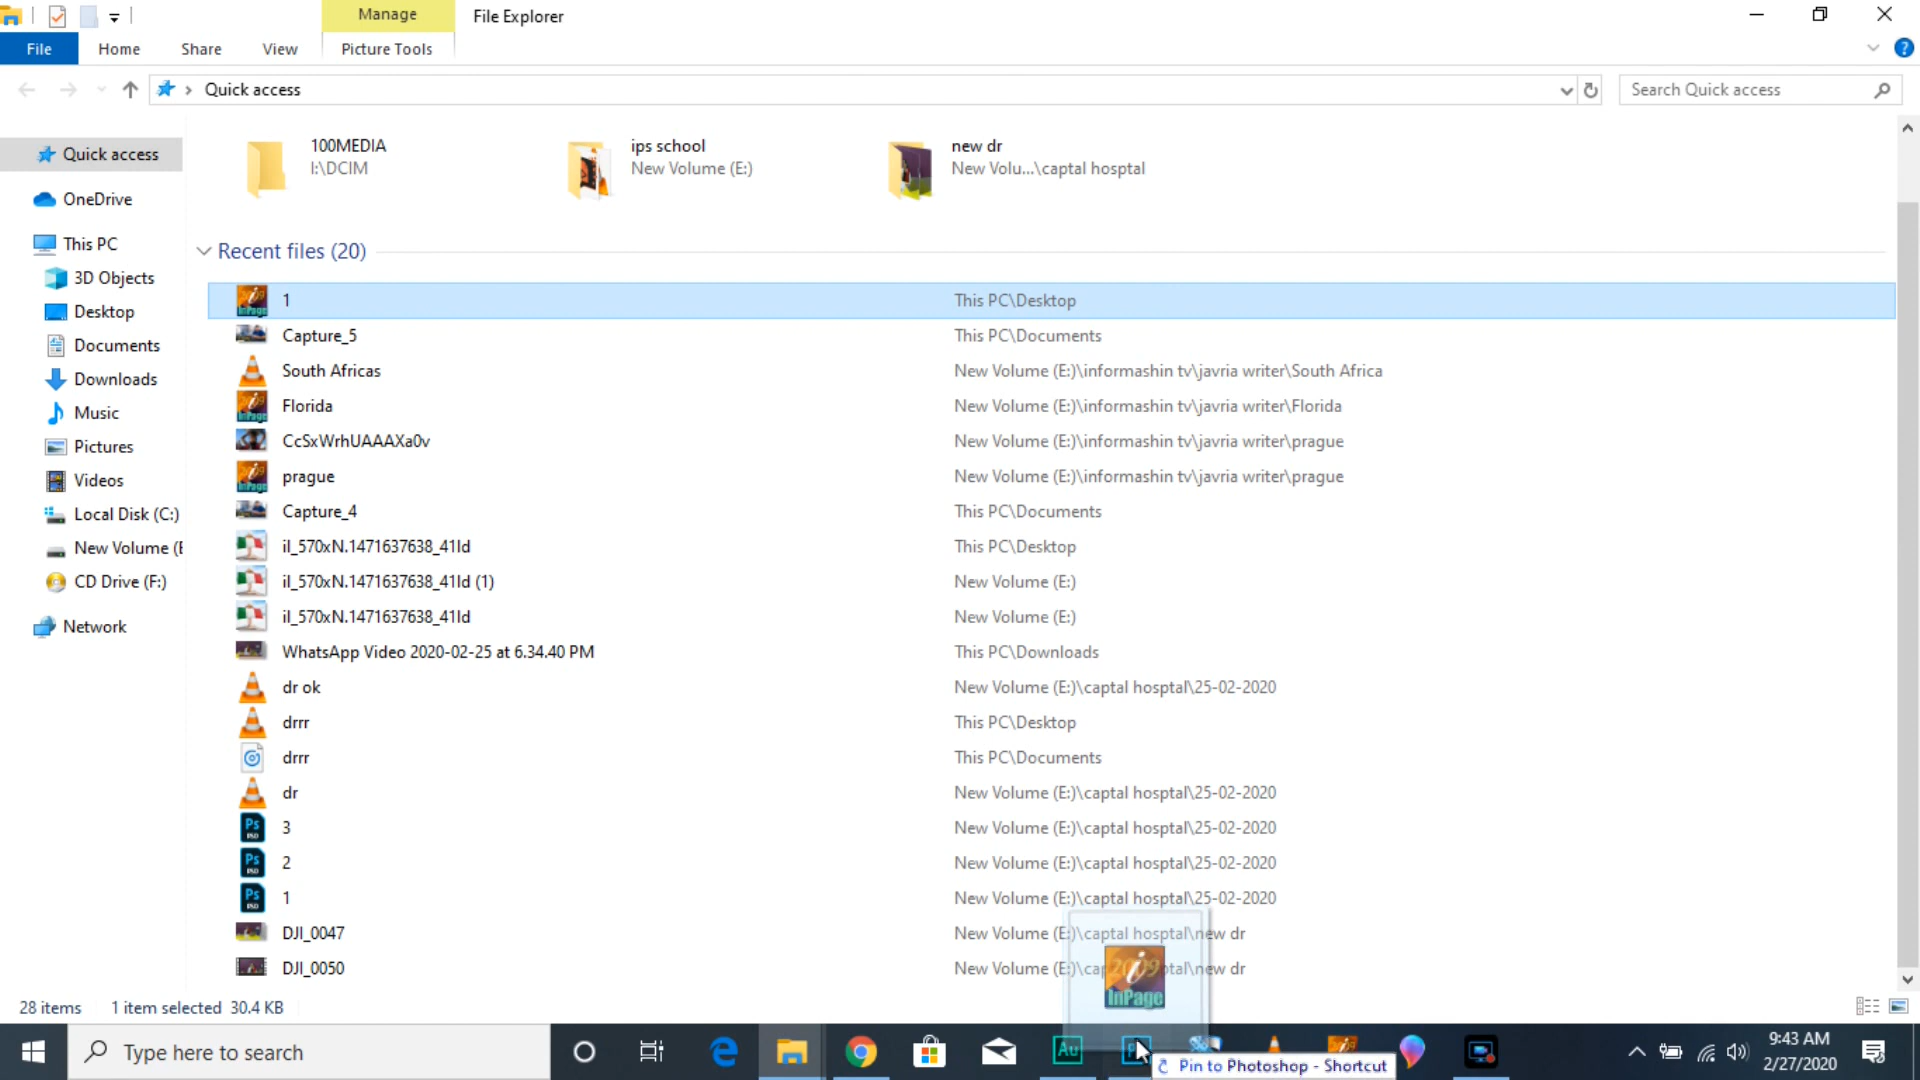 Manage
File Explorer
File
Home
Share
View
Picture Tools
Quick access
Search Quick access
Quick access
OneDrive
This PC
3D Objects
Desktop
Documents
Downloads
Music
Pictures
Videos
Local Disk (C:)
New Volume (E
CD Drive (F:)
Network
100MEDIA
I:\DCIM
ips school
New Volume (E:)
new dr
New Volu...\captal hosptal
Recent files (20)
1 This PC\Desktop
Capture_5 This PC\Documents
South Africas New Volume (E:)\informashin tv\javria writer\South Africa
Florida New Volume (E:)\informashin tv\javria writer\Florida
CcSxWrhUAAAXa0v New Volume (E:)\informashin tv\javria writer\prague
prague New Volume (E:)\informashin tv\javria writer\prague
Capture_4 This PC\Documents
il_570xN.1471637638_41ld This PC\Desktop
il_570xN.1471637638_41ld (1) New Volume (E:)
il_570xN.1471637638_41ld New Volume (E:)
WhatsApp Video 2020-02-25 at 6.34.40 PM This PC\Downloads
dr ok New Volume (E:)\captal hosptal\25-02-2020
drrr This PC\Desktop
drrr This PC\Documents
dr New Volume (E:)\captal hosptal\25-02-2020
3 New Volume (E:)\captal hosptal\25-02-2020
2 New Volume (E:)\captal hosptal\25-02-2020
1 New Volume (E:)\captal hosptal\25-02-2020
DJI_0047 New Volume (E:)\captal hosptal\new dr
DJI_0050 New Volume (E:)\captal hosptal\new dr
2009
InPage
28 items 1 item selected 30.4 KB
Type here to search
Au
Pin to Photoshop - Shortcut
9:43 AM
2/27/2020